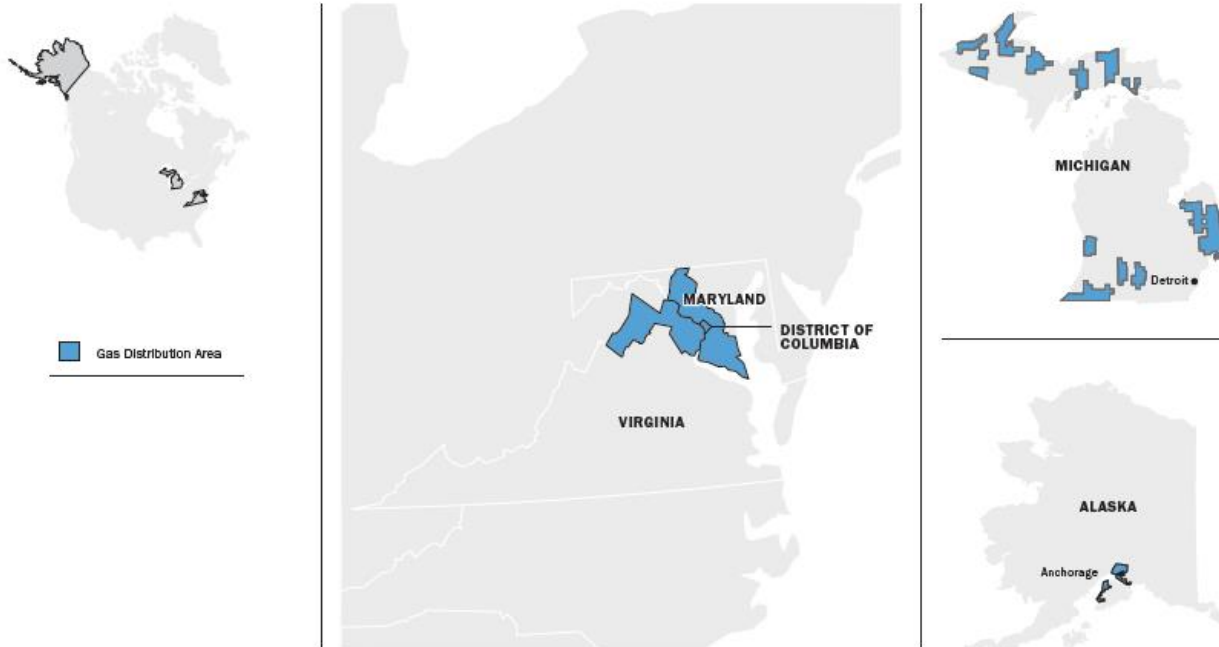 Gas Distribution Area
MARYLAND
DISTRICT OF
COLUMBIA
VIRGINIA
MICHIGAN
Detroit
ALASKA
Anchorage